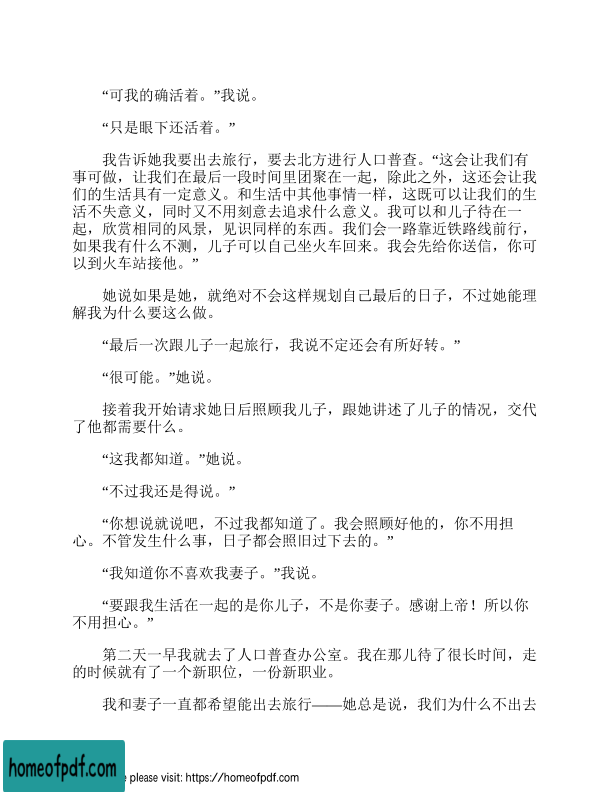 “可我的确活着。”我说。
“只是眼下还活着。”
我告诉她我要出去旅行，要去北方进行人口普查。“这会让我们有
事可做，让我们在最后一段时间里团聚在一起，除此之外，这还会让我
们的生活具有一定意义。和生活中其他事情一样，这既可以让我们的生
活不失意义，同时又不用刻意去追求什么意义。我可以和儿子待在一
起，欣赏相同的风景，见识同样的东西。我们会一路靠近铁路线前行，
如果我有什么不测，儿子可以自己坐火车回来。我会先给你送信，你可
以到火车站接他。”
她说如果是她，就绝对不会这样规划自己最后的日子，不过她能理
解我为什么要这么做。
“最后一次跟儿子一起旅行，我说不定还会有所好转。”
“很可能。”她说。
接着我开始请求她日后照顾我儿子，跟她讲述了儿子的情况，交代
了他都需要什么。
“这我都知道。”她说。
“不过我还是得说。”
“你想说就说吧，不过我都知道了。我会照顾好他的，你不用担
心。不管发生什么事，日子都会照旧过下去的。”
“我知道你不喜欢我妻子。”我说。
“要跟我生活在一起的是你儿子，不是你妻子。感谢上帝！所以你
不用担心。”
第二天一早我就去了人口普查办公室。我在那儿待了很长时间，走
的时候就有了一个新职位，一份新职业。
我和妻子一直都希望能出去旅行——她总是说，我们为什么不出去
homeofpdf.com
e please visit: https://homeofpdf.com